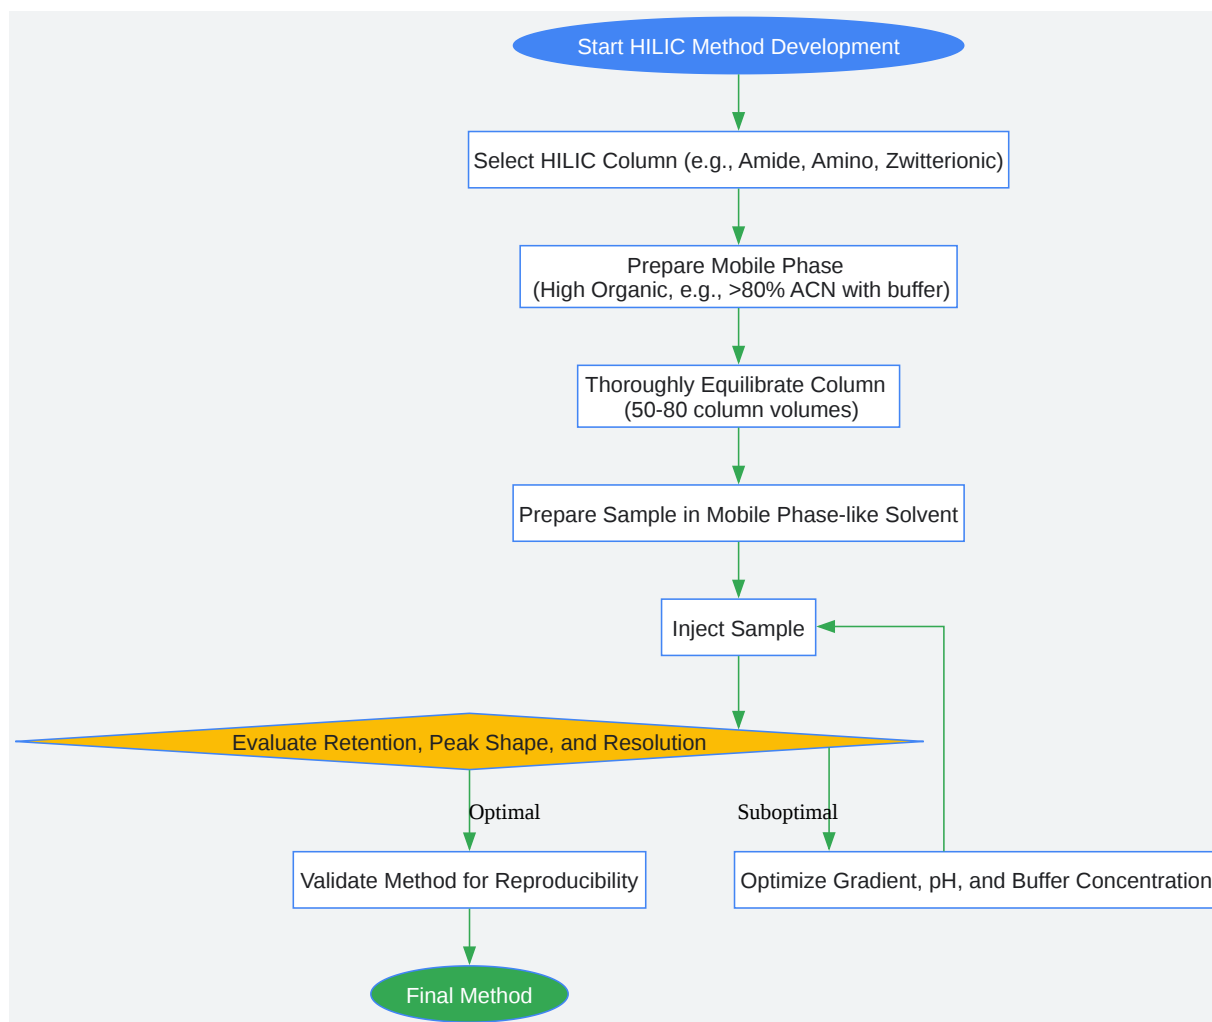 Start HILIC Method Development
Select HILIC Column (e.g., Amide, Amino, Zwitterionic)
Prepare Mobile Phase
(High Organic, e.g., >80% ACN with buffer)
Thoroughly Equilibrate Column
(50-80 column volumes)
Prepare Sample in Mobile Phase-like Solvent
Inject Sample
Evaluate Retention, Peak Shape, and Resolution
Optimal
Suboptimal
Validate Method for Reproducibility
Optimize Gradient, pH, and Buffer Concentration
Final Method